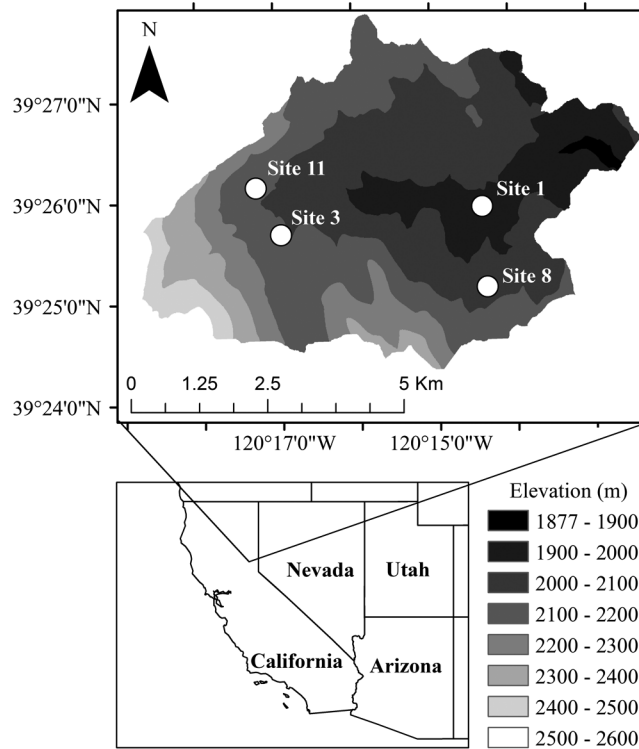 N
39°27'0"N
39°26'0"N
39°25'0"N
39°24'0"N
Site 11
Site 1
Site 3
Site 8
0 1.25 2.5 5 Km
120°17'0"W 120°15'0"W
Elevation (m)
1877 - 1900
1900 - 2000
2000 - 2100
2100 - 2200
2200 - 2300
2300 - 2400
2400 - 2500
2500 - 2600
Nevada
Utah
California
Arizona